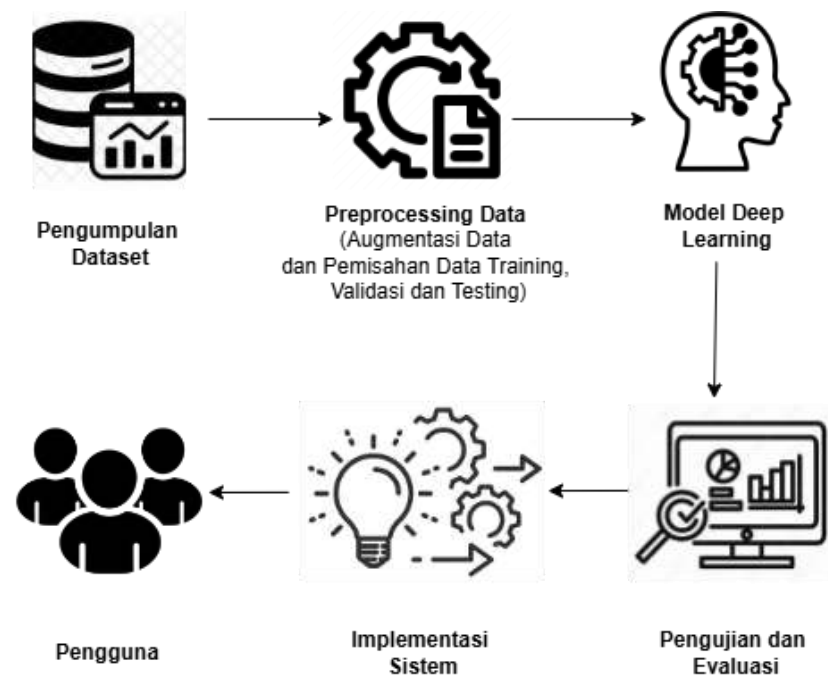 Pengumpulan
Dataset
Preprocessing Data
(Augmentasi Data
dan Pemisahan Data Training,
Validasi dan Testing)
Model Deep
Learning
Pengguna
Implementasi
Sistem
Pengujian dan
Evaluasi